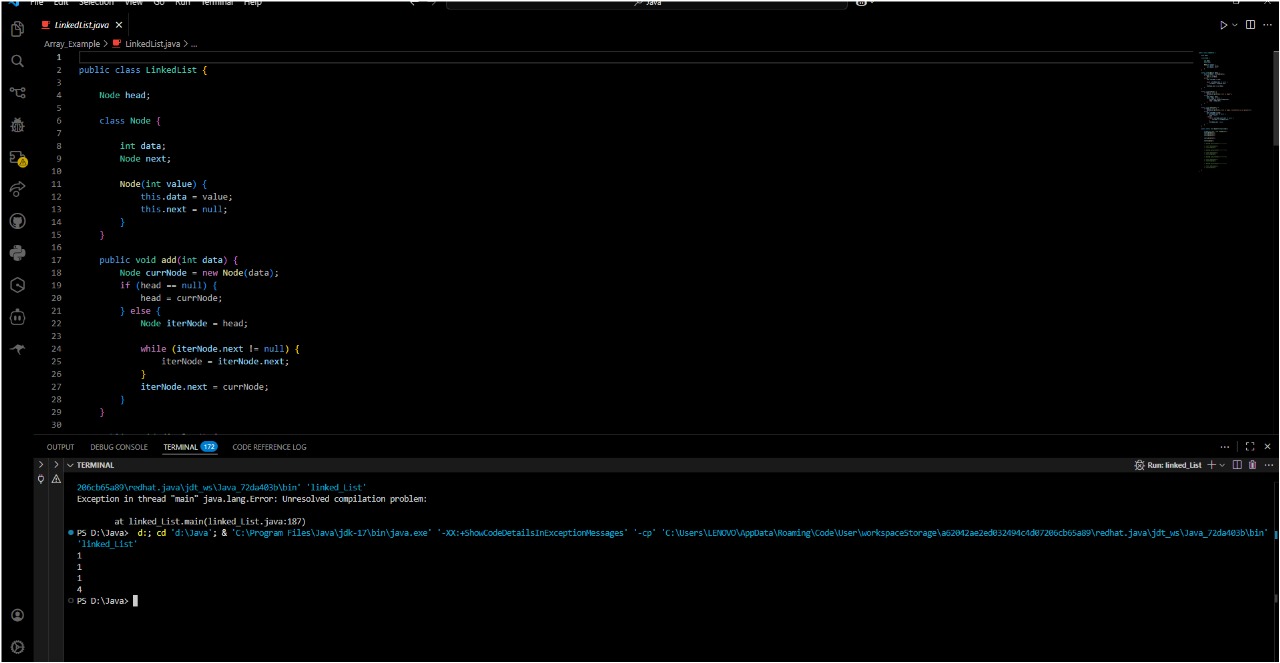 File Edit Selection View Go Run Terminal Help
Java
LinkedList.java
Array_Example > LinkedList.java > ...
1
2 public class LinkedList {
3
4 Node head;
5
6 class Node {
7
8 int data;
9 Node next;
10
11 Node(int value) {
12 this.data = value;
13 this.next = null;
14 }
15 }
16
17 public void add(int data) {
18 Node currNode = new Node(data);
19 if (head == null) {
20 head = currNode;
21 } else {
22 Node iterNode = head;
23
24 while (iterNode.next != null) {
25 iterNode = iterNode.next;
26 }
27 iterNode.next = currNode;
28 }
29 }
30
OUTPUT DEBUG CONSOLE TERMINAL 172 CODE REFERENCE LOG
TERMINAL
Run: linked_List
206cb65a89\redhat.java\jdt_ws\Java_72da403b\bin' 'linked_List'
Exception in thread "main" java.lang.Error: Unresolved compilation problem:
at linked_List.main(linked_List.java:187)
PS D:\Java> d:; cd 'd:\Java'; & 'C:\Program Files\Java\jdk-17\bin\java.exe' '-XX:+ShowCodeDetailsInExceptionMessages' '-cp' 'C:\Users\LENOVO\AppData\Roaming\Code\User\workspaceStorage\a62042ae2ed032494c4d07206cb65a89\redhat.java\jdt_ws\Java_72da403b\bin'
'linked_List'
1
1
1
4
PS D:\Java>